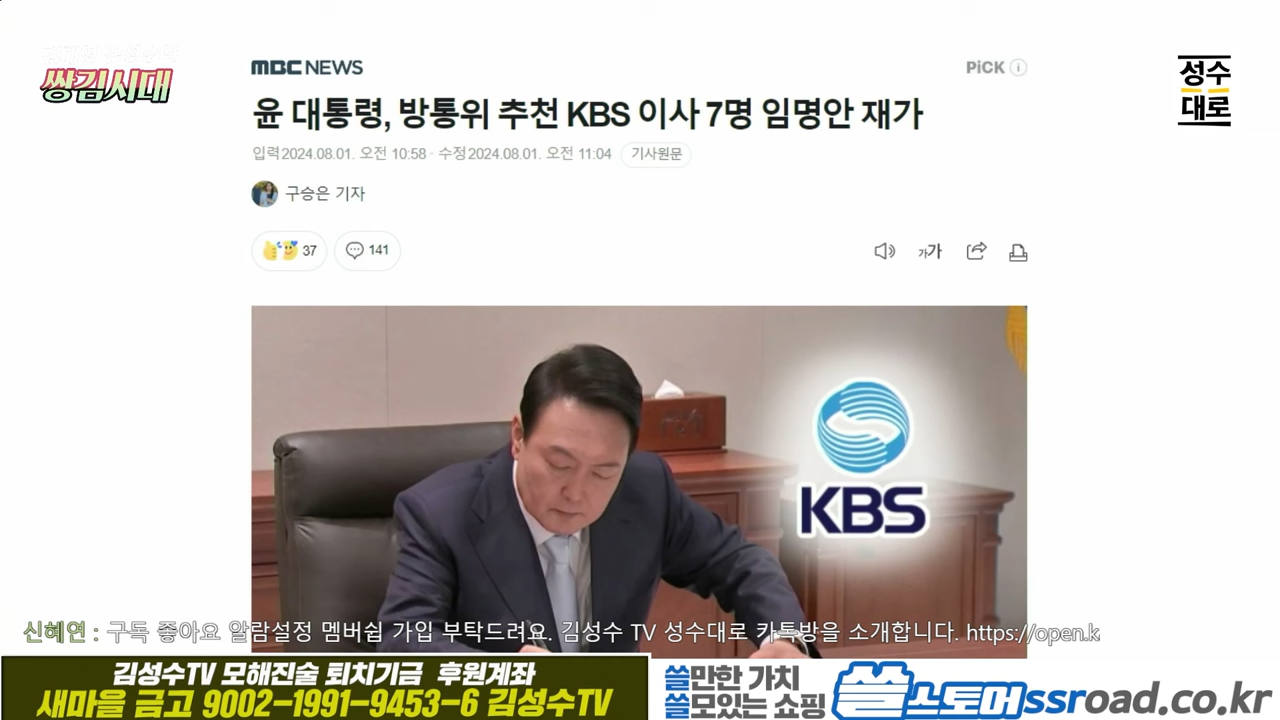 쌍김시대
성수
대로
MBC NEWS
PiCK
윤 대통령, 방통위 추천 KBS 이사 7명 임명안 재가
입력2024.08.01. 오전 10:58 · 수정2024.08.01. 오전 11:04 기사원문
구승은 기자
37 141
가가
KBS
신혜연 : 구독 좋아요 알람설정 멤버쉽 가입 부탁드려요. 김성수 TV 성수대로 카톡방을 소개합니다. https://open.k
김성수TV 모해진술 퇴치기금 후원계좌
새마을 금고 9002-1991-9453-6 김성수TV
쓸만한 가치
쓸모있는 쇼핑
쓸스토어ssroad.co.kr